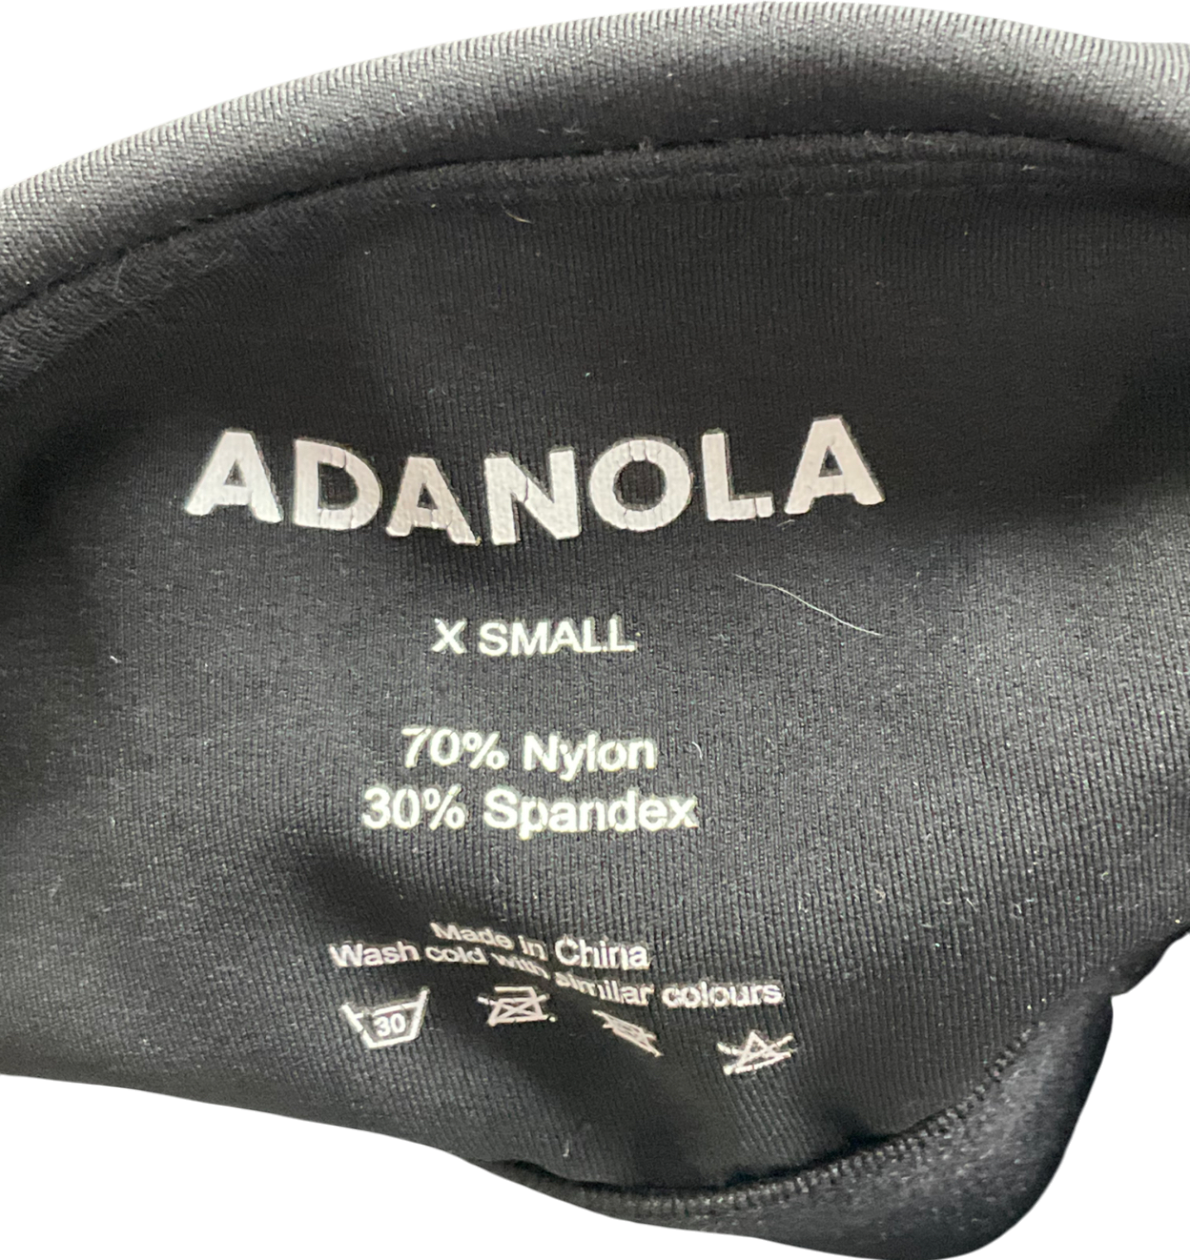 ADANOLA
X SMALL
70% Nylon
30% Spandex
Made in China
Wash cold with similar colours
30